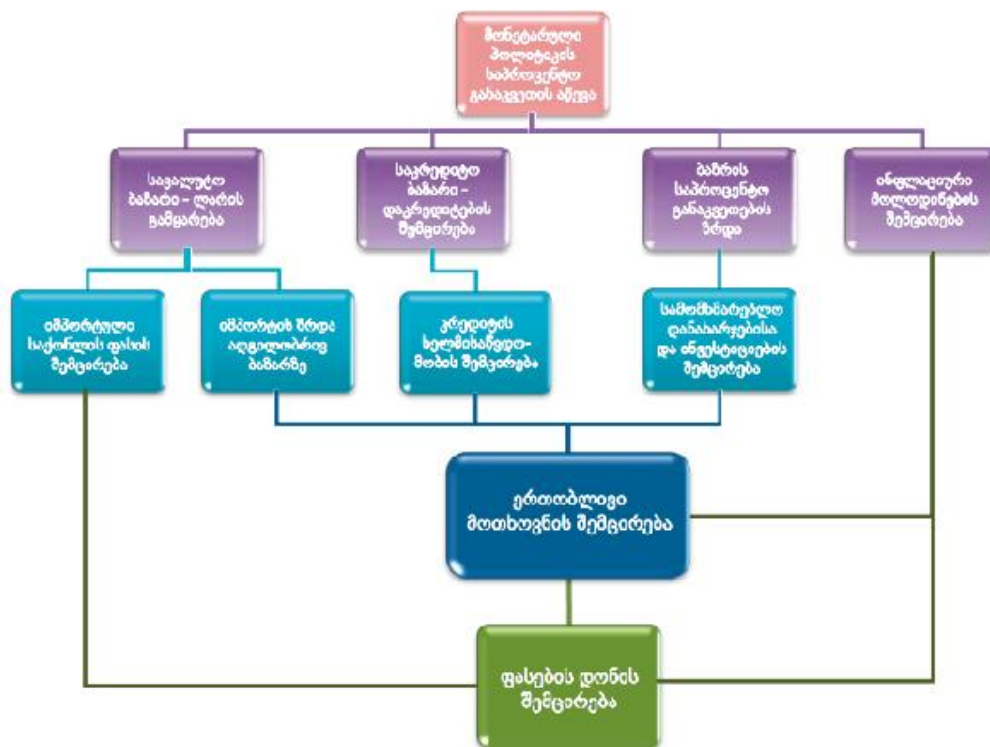 მონეტარული
პოლიტიკის
საპროცენტო
განაკვეთის აწევა
სავალუტო
ბაზარი – ლარის
გამყარება
საკრედიტო
ბაზარი –
დაკრედიტების
შემცირება
ბაზრის
საპროცენტო
განაკვეთების
ზრდა
ინფლაციური
მოლოდინების
შემცირება
იმპორტული
საქონლის ფასის
შემცირება
იმპორტის ზრდა
ადგილობრივ
ბაზარზე
კრედიტის
ხელმისაწვდო-
მობის შემცირება
სამომხმარებლო
დანახარჯებისა
და ინვესტიციების
შემცირება
ერთობლივი
მოთხოვნის შემცირება
ფასების დონის
შემცირება